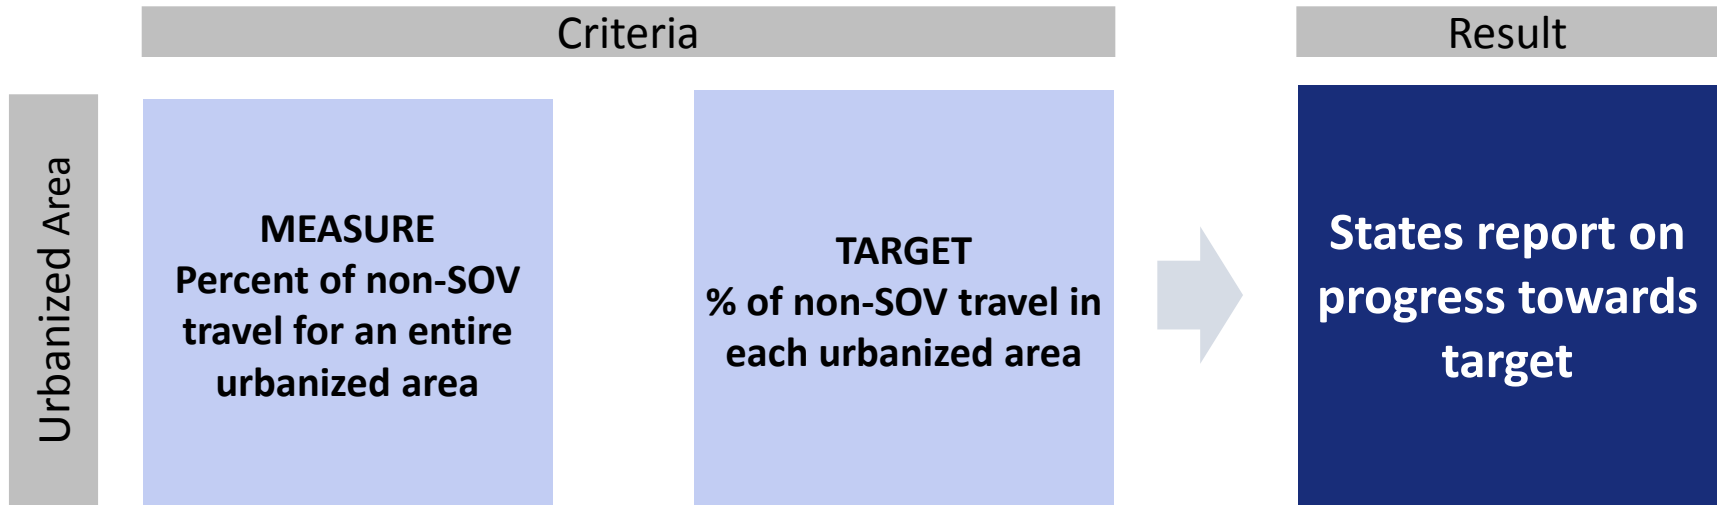 Criteria
Result
Urbanized Area
MEASURE
Percent of non-SOV
travel for an entire
urbanized area
TARGET
% of non-SOV travel in
each urbanized area
States report on
progress towards
target